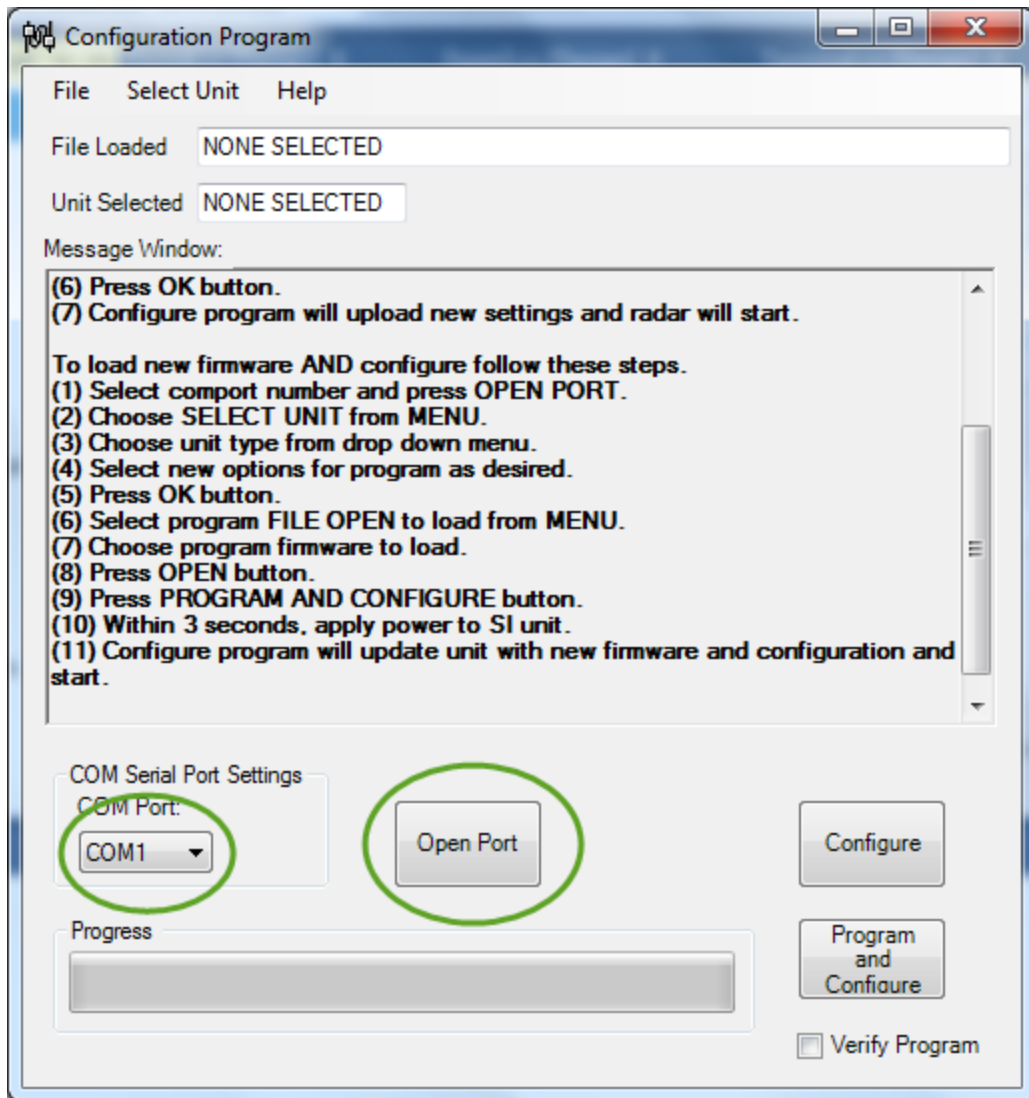 Configuration Program
File Select Unit Help
File Loaded NONE SELECTED
Unit Selected NONE SELECTED
Message Window:
(6) Press OK button.
(7) Configure program will upload new settings and radar will start.
To load new firmware AND configure follow these steps.
(1) Select comport number and press OPEN PORT.
(2) Choose SELECT UNIT from MENU.
(3) Choose unit type from drop down menu.
(4) Select new options for program as desired.
(5) Press OK button.
(6) Select program FILE OPEN to load from MENU.
(7) Choose program firmware to load.
(8) Press OPEN button.
(9) Press PROGRAM AND CONFIGURE button.
(10) Within 3 seconds, apply power to SI unit.
(11) Configure program will update unit with new firmware and configuration and
start.
COM Serial Port Settings
COM Port:
COM1
Open Port
Configure
Progress
Program
and
Configure
Verify Program